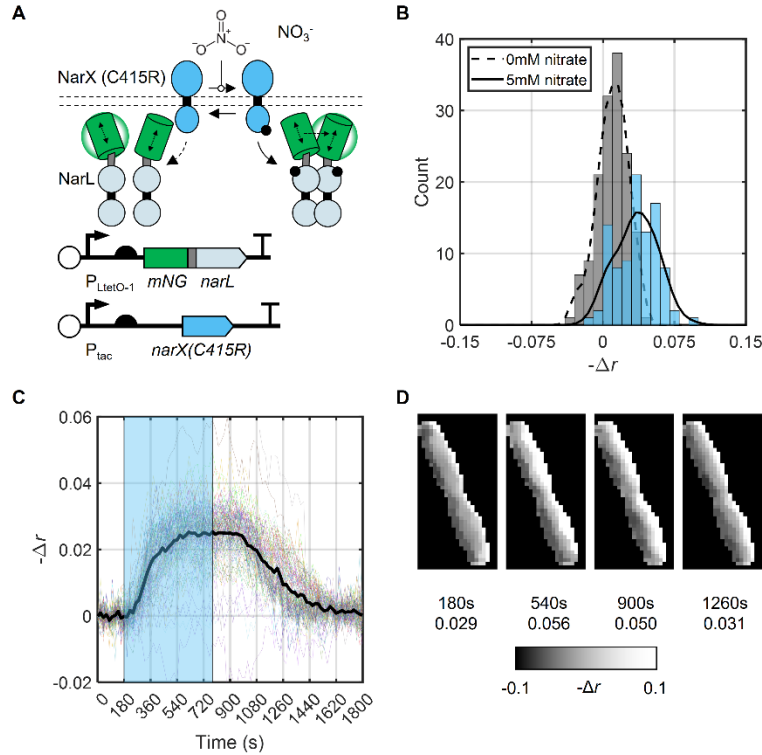 A
O
N⁺
⁻O O⁻
NO₃⁻
NarX (C415R)
NarL
P_LtetO-1 mNG narL
P_tac narX(C415R)
B
0mM nitrate
5mM nitrate
40
30
20
10
0
Count
-0.15 -0.075 0 0.075 0.15
-Δr
C
0.06
0.04
0.02
0
-0.02
-Δr
0 180 360 540 720 900 1080 1260 1440 1620 1800
Time (s)
D
180s 540s 900s 1260s
0.029 0.056 0.050 0.031
-0.1 -Δr 0.1